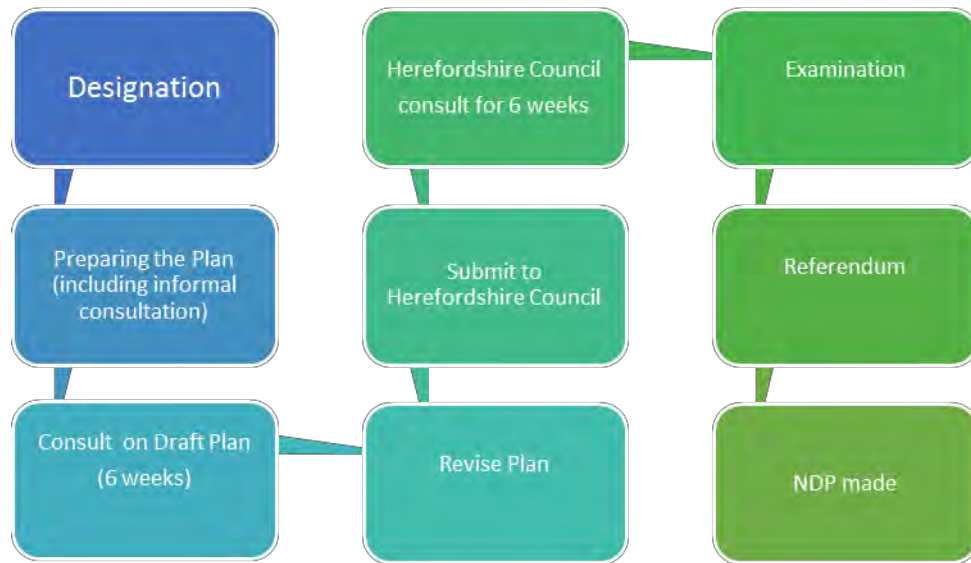 Designation
Preparing the Plan
(including informal
consultation)
Consult on Draft Plan
(6 weeks)
Revise Plan
Submit to
Herefordshire Council
Herefordshire Council
consult for 6 weeks
Examination
Referendum
NDP made